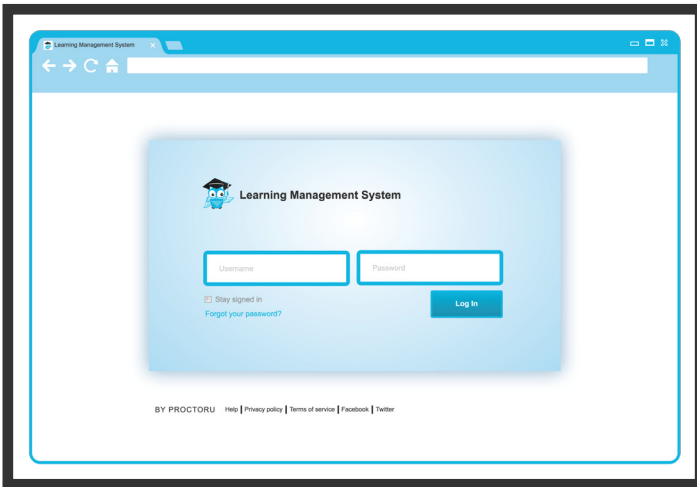 Learning Management System
Learning Management System
Username
Password
Stay signed in
Log In
Forgot your password?
BY PROCTORU Help | Privacy policy | Terms of service | Facebook | Twitter